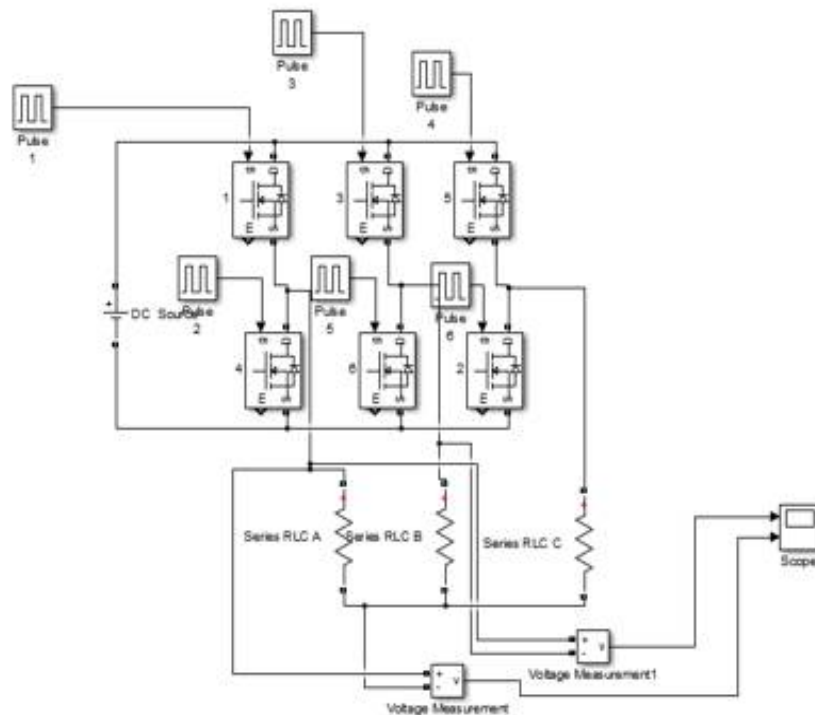 Pulse
3
Pulse
4
Pulse
1
1
3
5
E
E
E
Pulse
2
Pulse
5
Pulse
6
+
DC Source
4
6
2
E
E
E
Series RLC A
Series RLC B
Series RLC C
Scope
+
-
v
Voltage Measurement1
+
-
v
Voltage Measurement